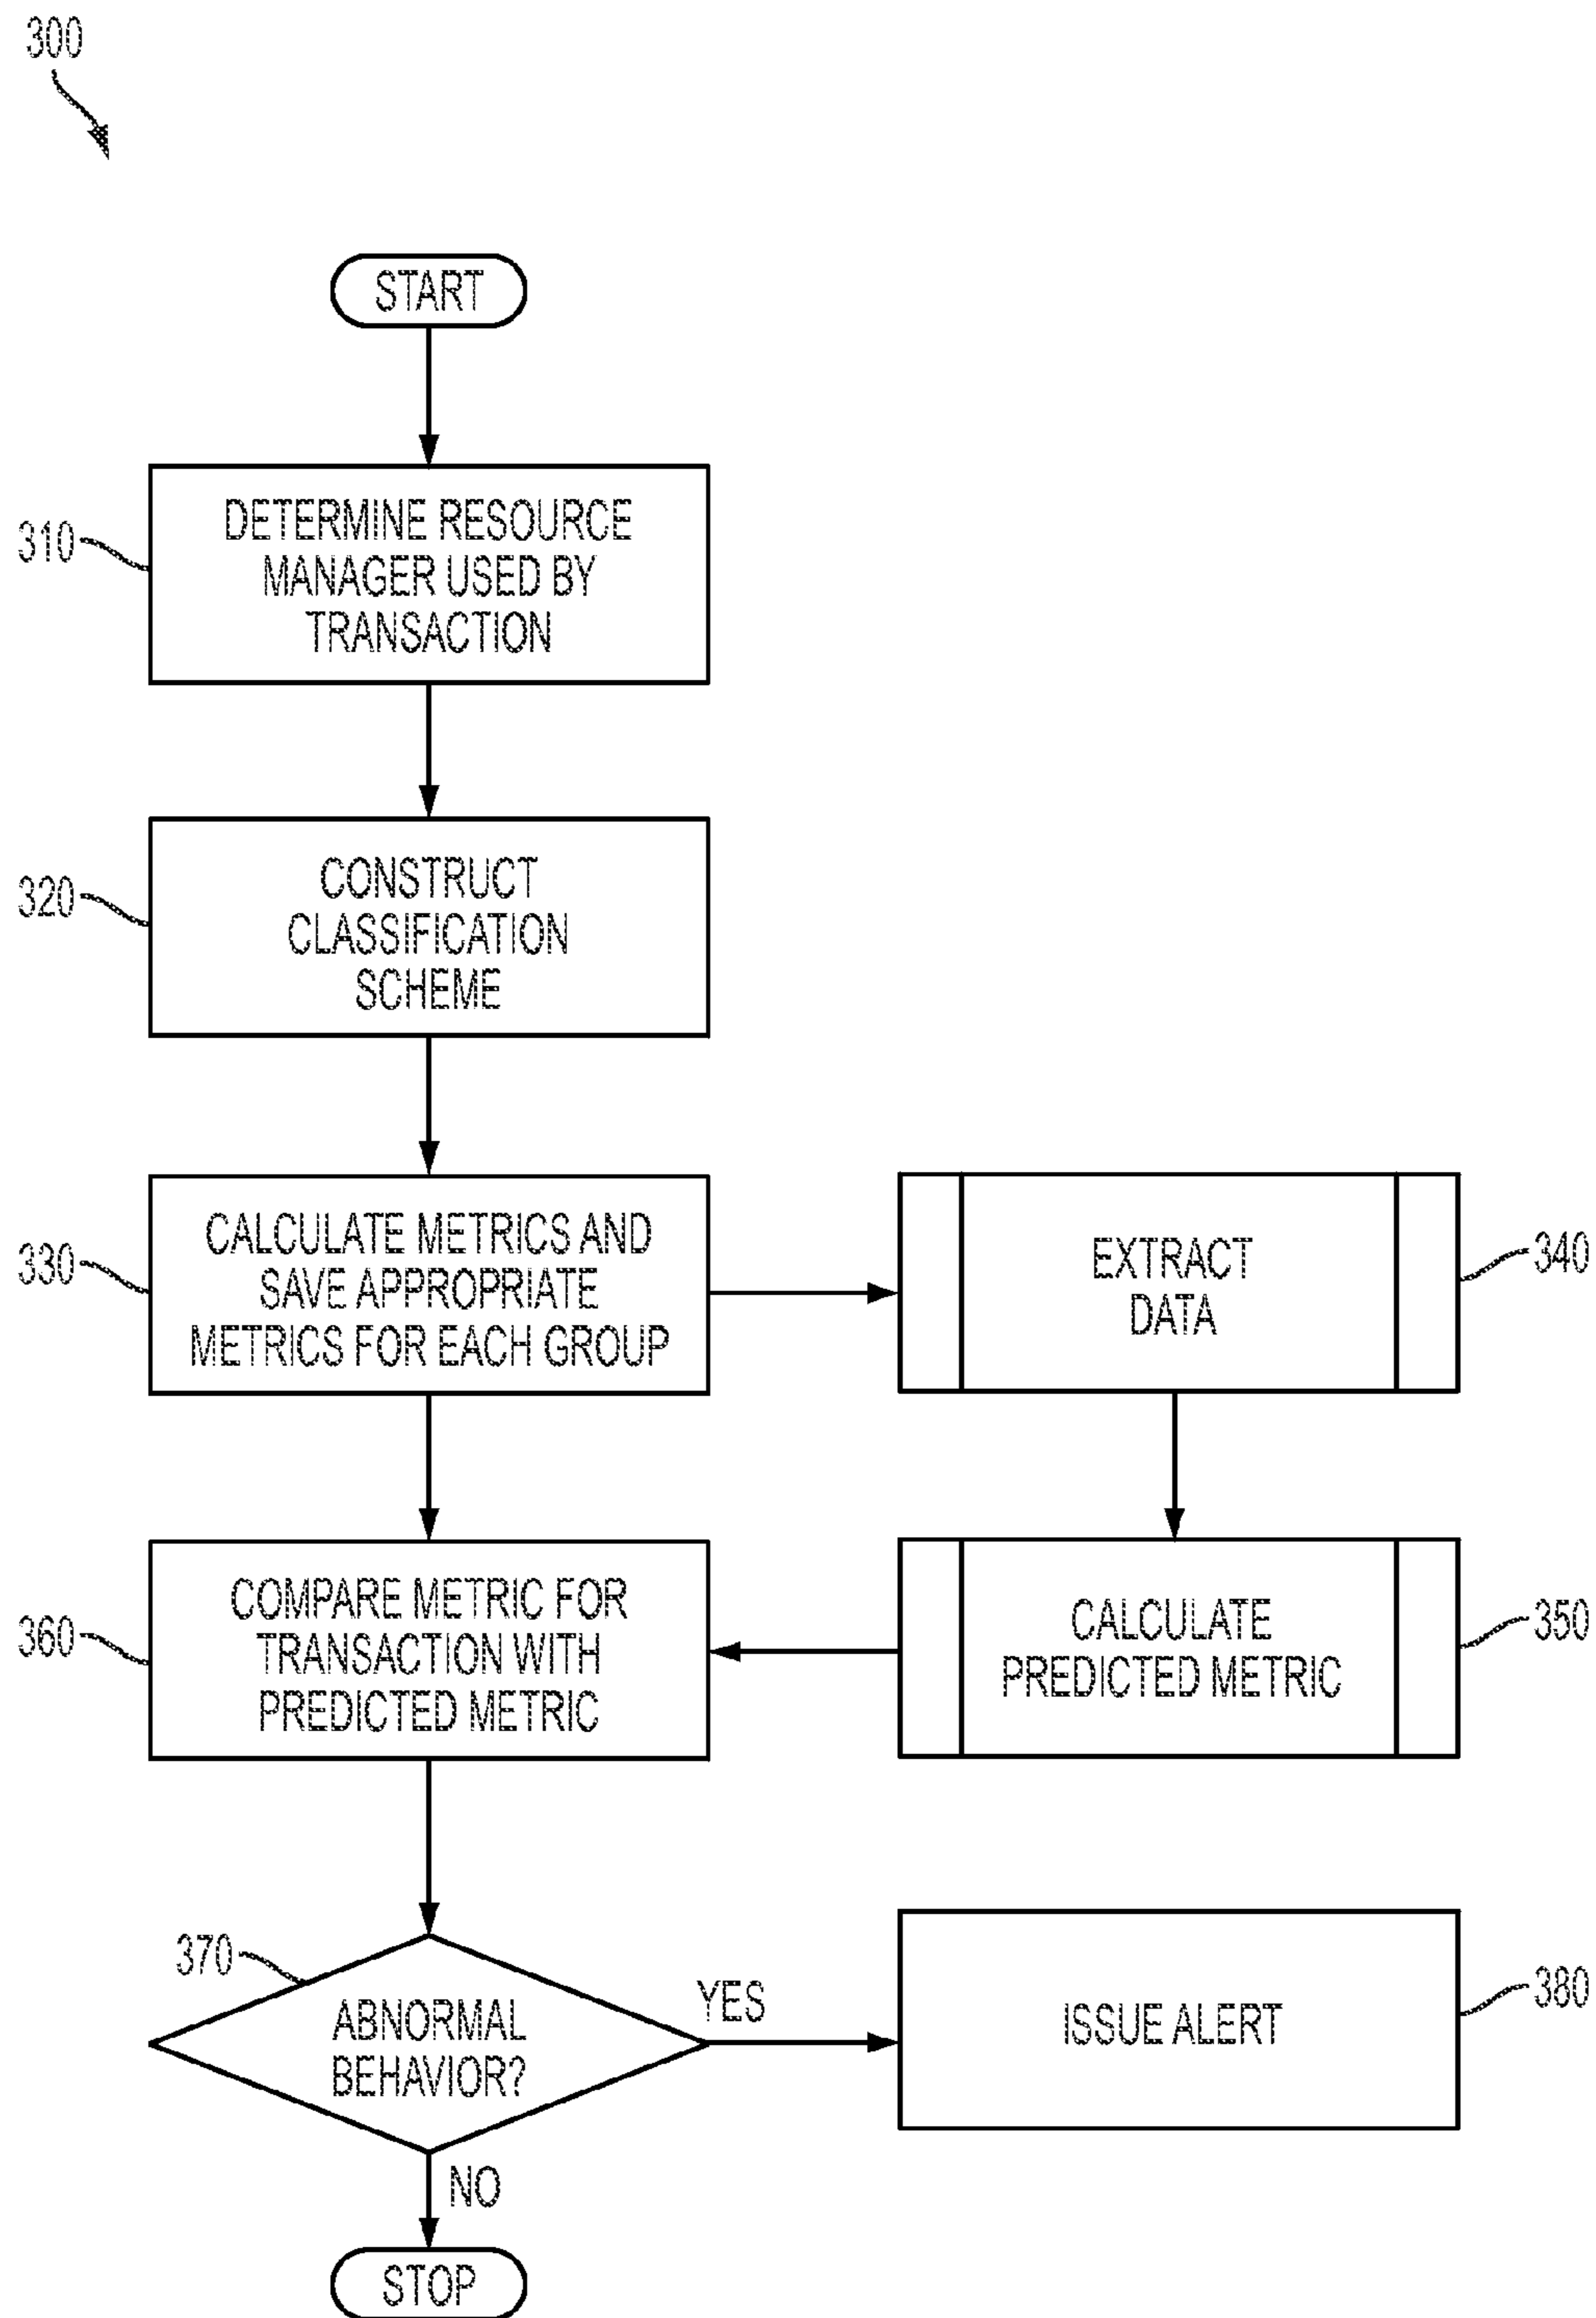 300
START
310
DETERMINE RESOURCE
MANAGER USED BY
TRANSACTION
320
CONSTRUCT
CLASSIFICATION
SCHEME
330
CALCULATE METRICS AND
SAVE APPROPRIATE
METRICS FOR EACH GROUP
EXTRACT
DATA
340
360
COMPARE METRIC FOR
TRANSACTION WITH
PREDICTED METRIC
CALCULATE
PREDICTED METRIC
350
370
ABNORMAL
BEHAVIOR?
YES
ISSUE ALERT
380
NO
STOP